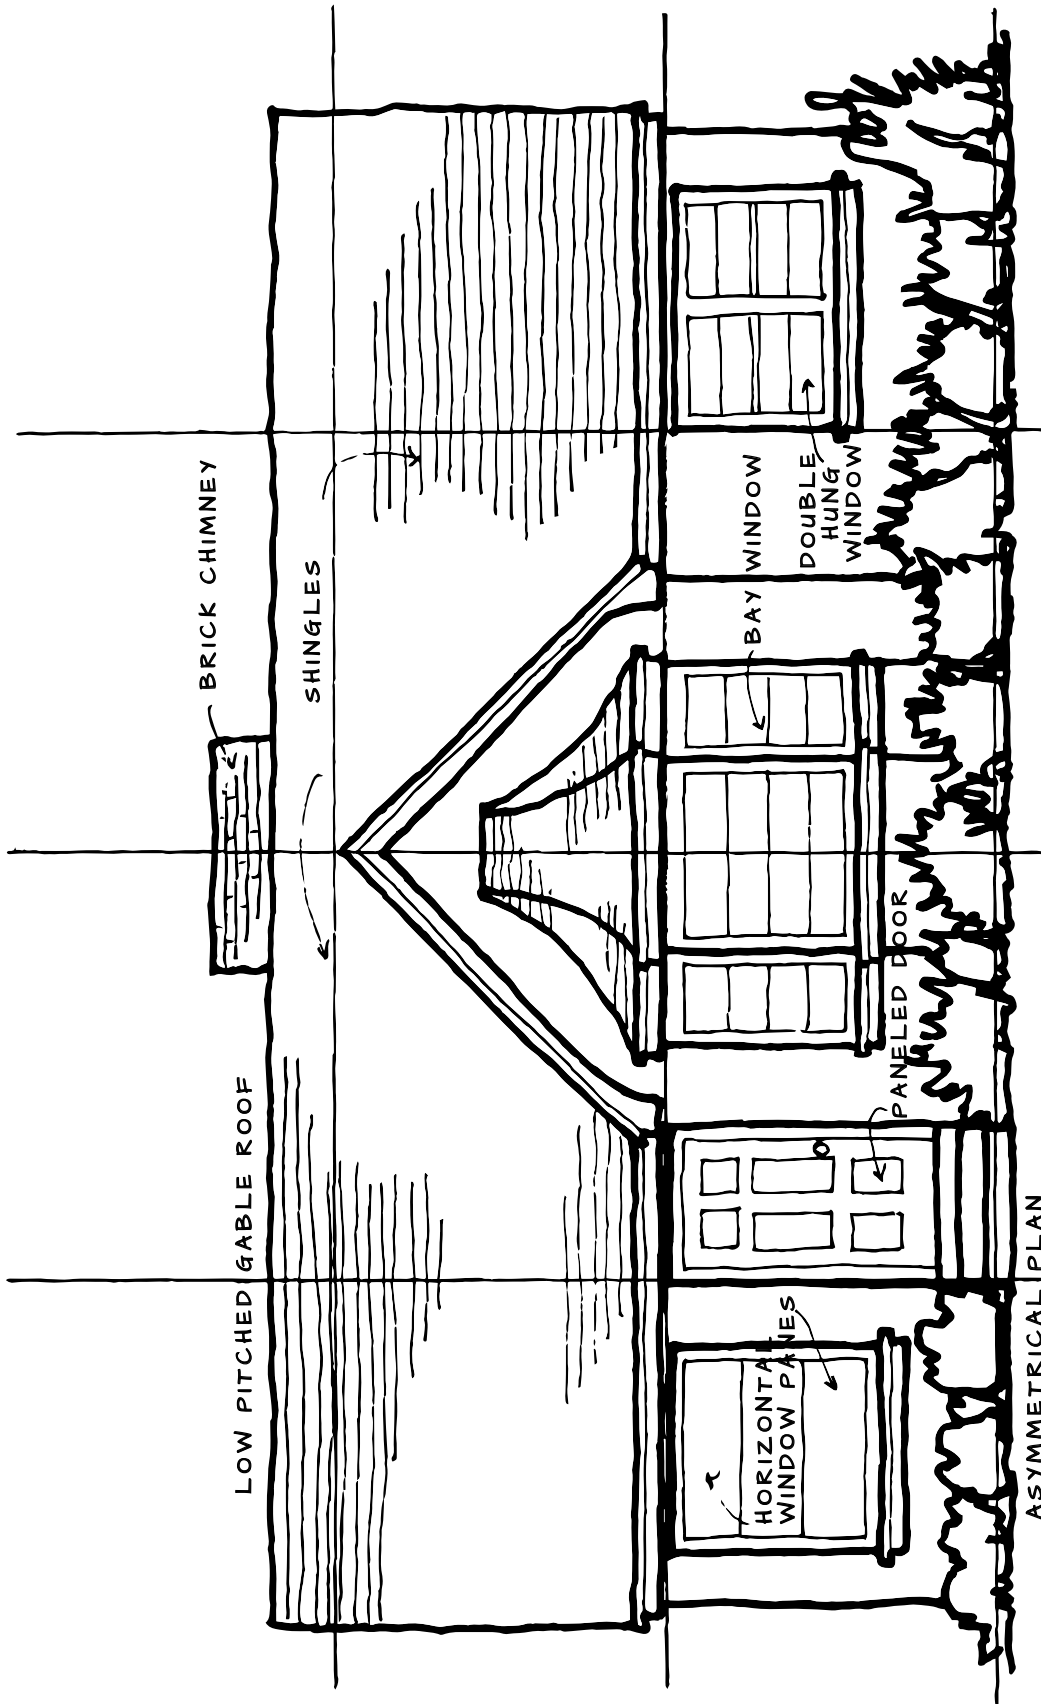 BRICK CHIMNEY
LOW PITCHED GABLE ROOF
SHINGLES
BAY WINDOW
DOUBLE
HUNG
WINDOW
HORIZONTAL
WINDOW PANES
PANELED DOOR
ASYMMETRICAL PLAN